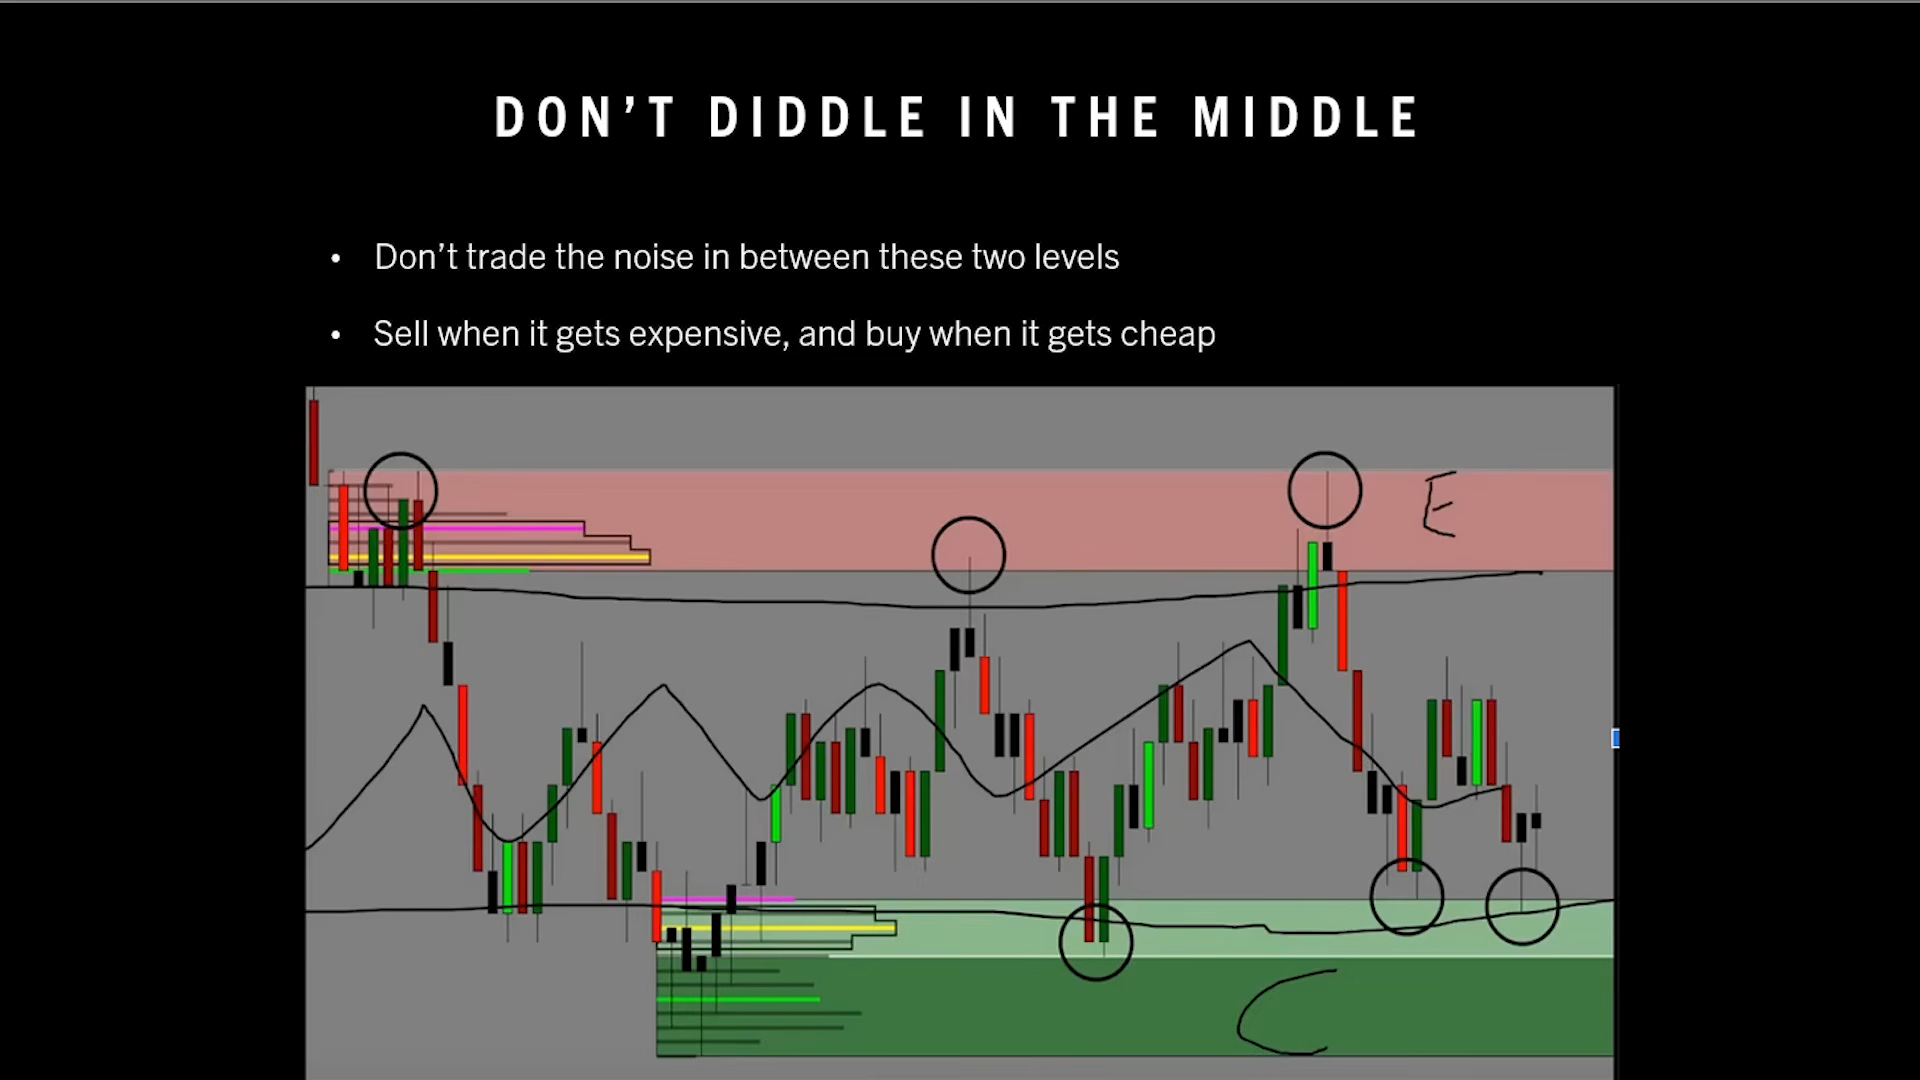 DON'T DIDDLE IN THE MIDDLE
• Don't trade the noise in between these two levels
• Sell when it gets expensive, and buy when it gets cheap
E
C